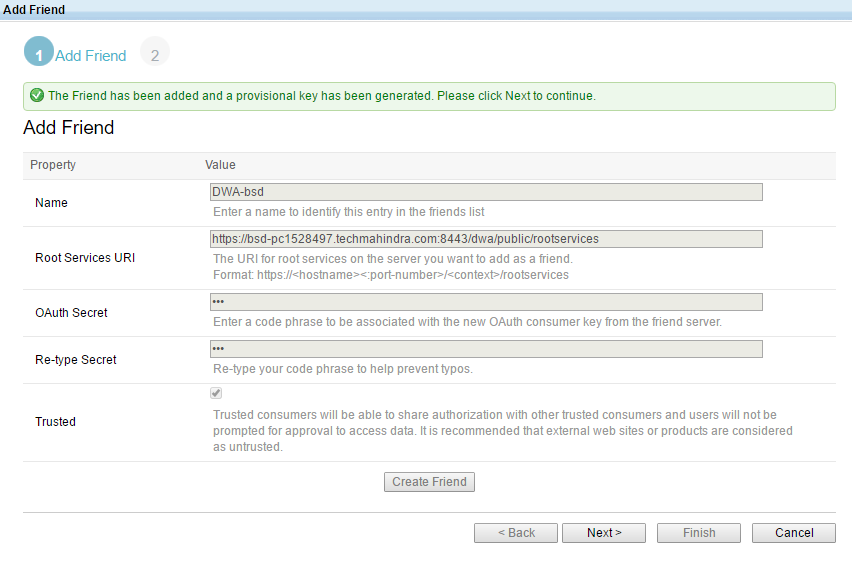 Add Friend
1 Add Friend 2
The Friend has been added and a provisional key has been generated. Please click Next to continue.
Add Friend
Property Value
Name DWA-bsd
Enter a name to identify this entry in the friends list
Root Services URI https://bsd-pc1528497.techmahindra.com:8443/dwa/public/rootservices
The URI for root services on the server you want to add as a friend.
Format: https://<hostname><:port-number>/<context>/rootservices
OAuth Secret •••
Enter a code phrase to be associated with the new OAuth consumer key from the friend server.
Re-type Secret •••
Re-type your code phrase to help prevent typos.
Trusted
Trusted consumers will be able to share authorization with other trusted consumers and users will not be
prompted for approval to access data. It is recommended that external web sites or products are considered
as untrusted.
Create Friend
< Back Next > Finish Cancel